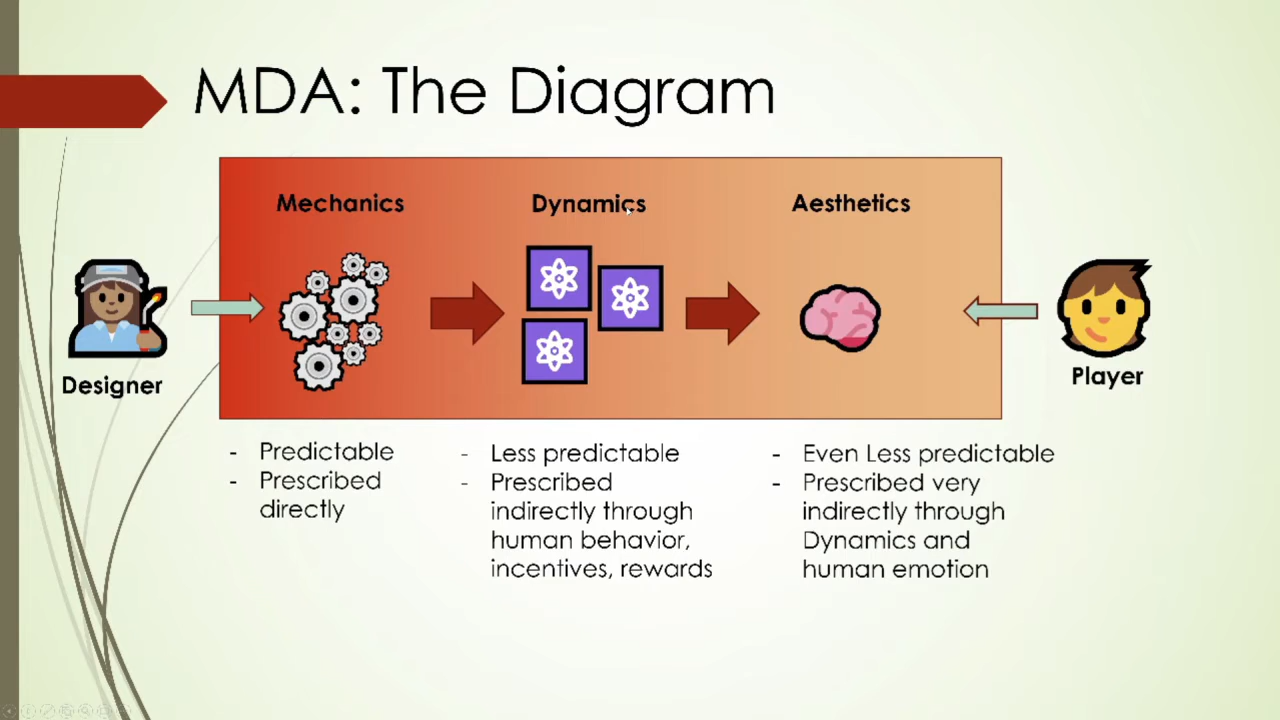 MDA: The Diagram
Mechanics
Dynamics
Aesthetics
Designer
Player
- Predictable
- Prescribed
directly
- Less predictable
- Prescribed
indirectly through
human behavior,
incentives, rewards
- Even Less predictable
- Prescribed very
indirectly through
Dynamics and
human emotion